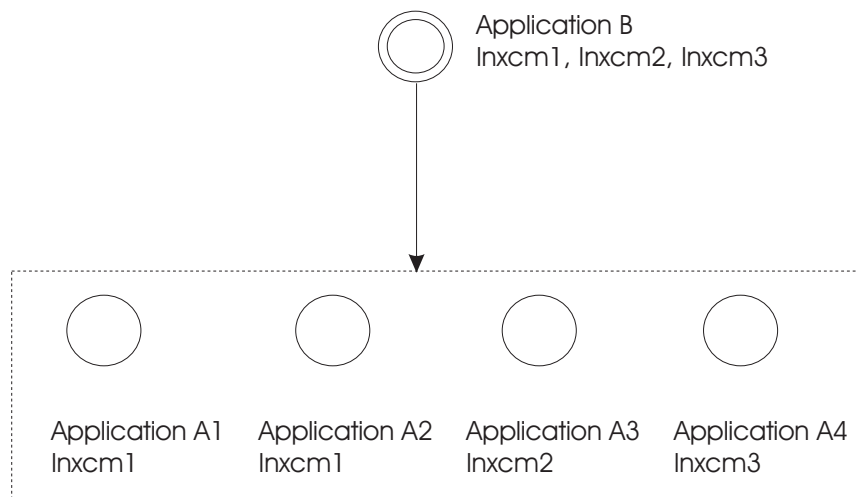 Application B
lnxcm1, lnxcm2, lnxcm3
Application A1
lnxcm1
Application A2
lnxcm1
Application A3
lnxcm2
Application A4
lnxcm3